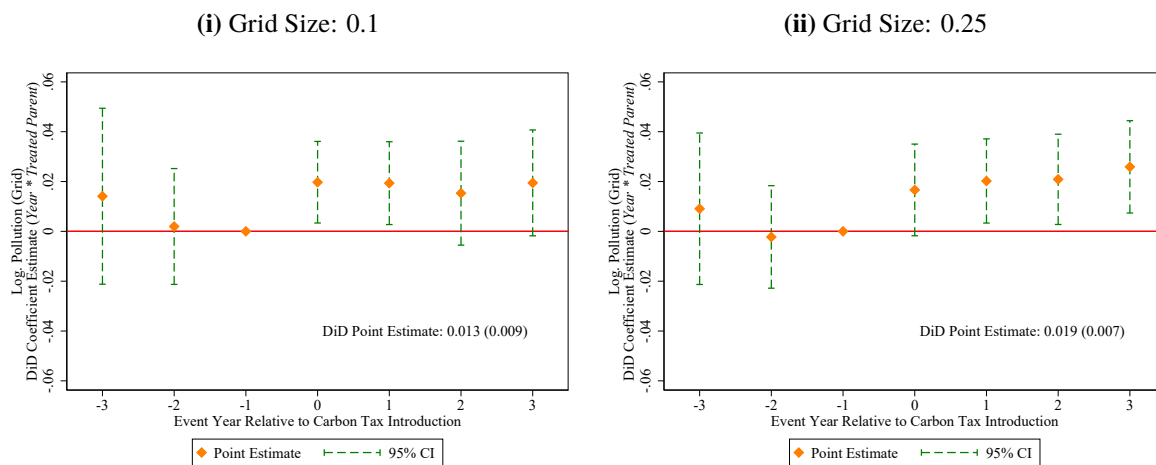 (i) Grid Size: 0.1
Log. Pollution (Grid)
DiD Coefficient Estimate (Year * Treated Parent)
.06
.04
.02
0
-.02
-.04
-.06
DiD Point Estimate: 0.013 (0.009)
-3 -2 -1 0 1 2 3
Event Year Relative to Carbon Tax Introduction
Point Estimate 95% CI
(ii) Grid Size: 0.25
Log. Pollution (Grid)
DiD Coefficient Estimate (Year * Treated Parent)
.06
.04
.02
0
-.02
-.04
-.06
DiD Point Estimate: 0.019 (0.007)
-3 -2 -1 0 1 2 3
Event Year Relative to Carbon Tax Introduction
Point Estimate 95% CI